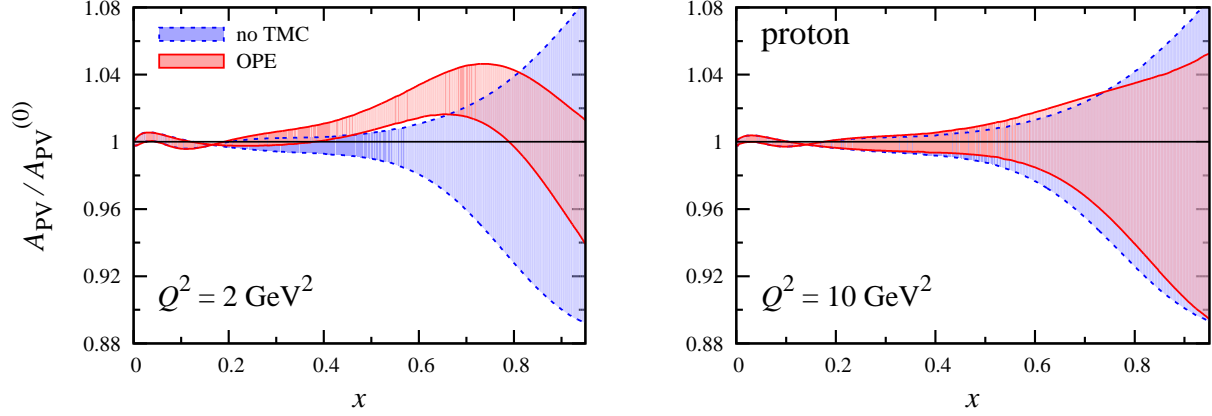 A_PV / A_PV^(0)
1.08
1.04
1
0.96
0.92
0.88
no TMC
OPE
Q^2 = 2 GeV^2
0
0.2
0.4
0.6
0.8
x
1.08
1.04
1
0.96
0.92
0.88
proton
Q^2 = 10 GeV^2
0
0.2
0.4
0.6
0.8
x